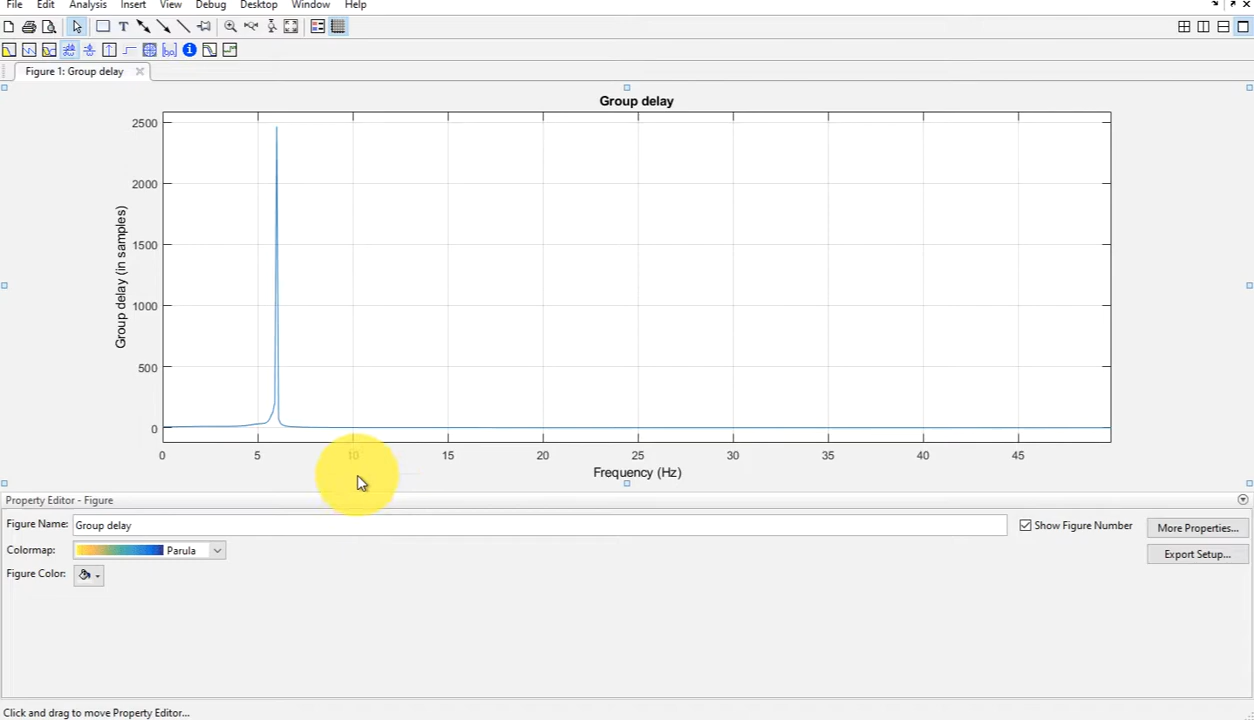 File Edit Analysis Insert View Debug Desktop Window Help
Figure 1: Group delay
Group delay
Group delay (in samples)
2500
2000
1500
1000
500
0
0 5 10 15 20 25 30 35 40 45
Frequency (Hz)
Property Editor - Figure
Figure Name: Group delay Show Figure Number More Properties...
Colormap: Parula Export Setup...
Figure Color:
Click and drag to move Property Editor...